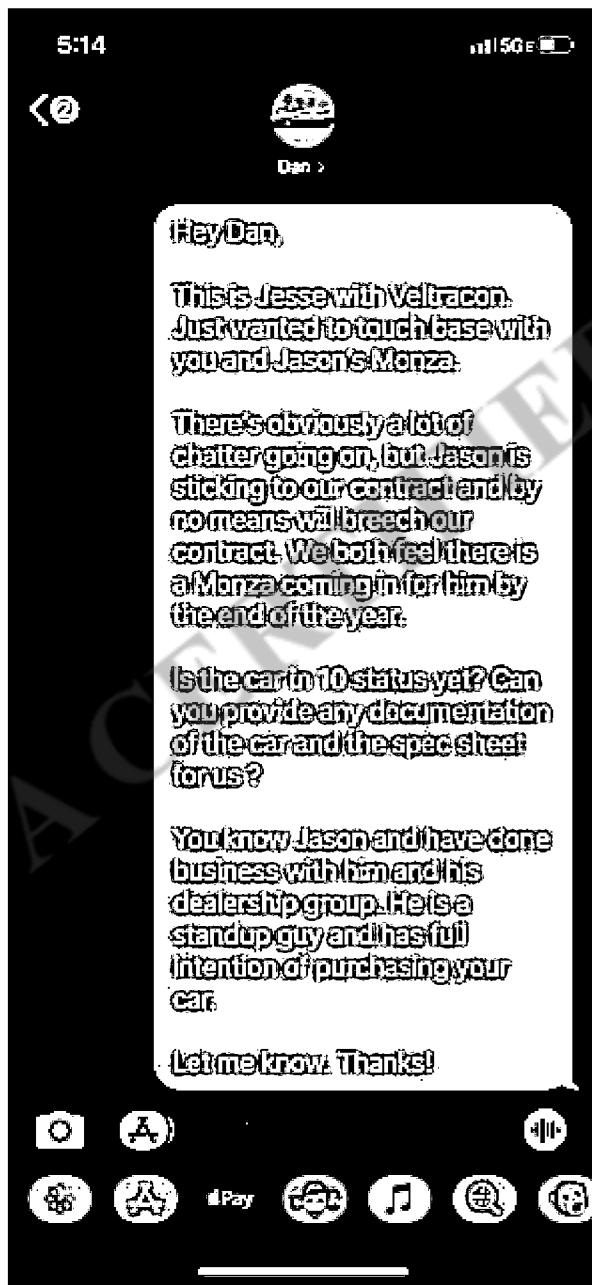 5:14
5GE
2
Dan >
Hey Dan,
This is Jesse with Veltracon.
Just wanted to touch base with
you and Jason's Monza.
There's obviously a lot of
chatter going on, but Jason is
sticking to our contract and by
no means will breech our
contract. We both feel there is
a Monza coming in for him by
the end of the year.
Is the car in 10 status yet? Can
you provide any documentation
of the car and the spec sheet
for us?
You know Jason and have done
business with him and his
dealership group. He is a
standup guy and has full
intention of purchasing your
car.
Let me know. Thanks!
Pay
A CERTIFIE